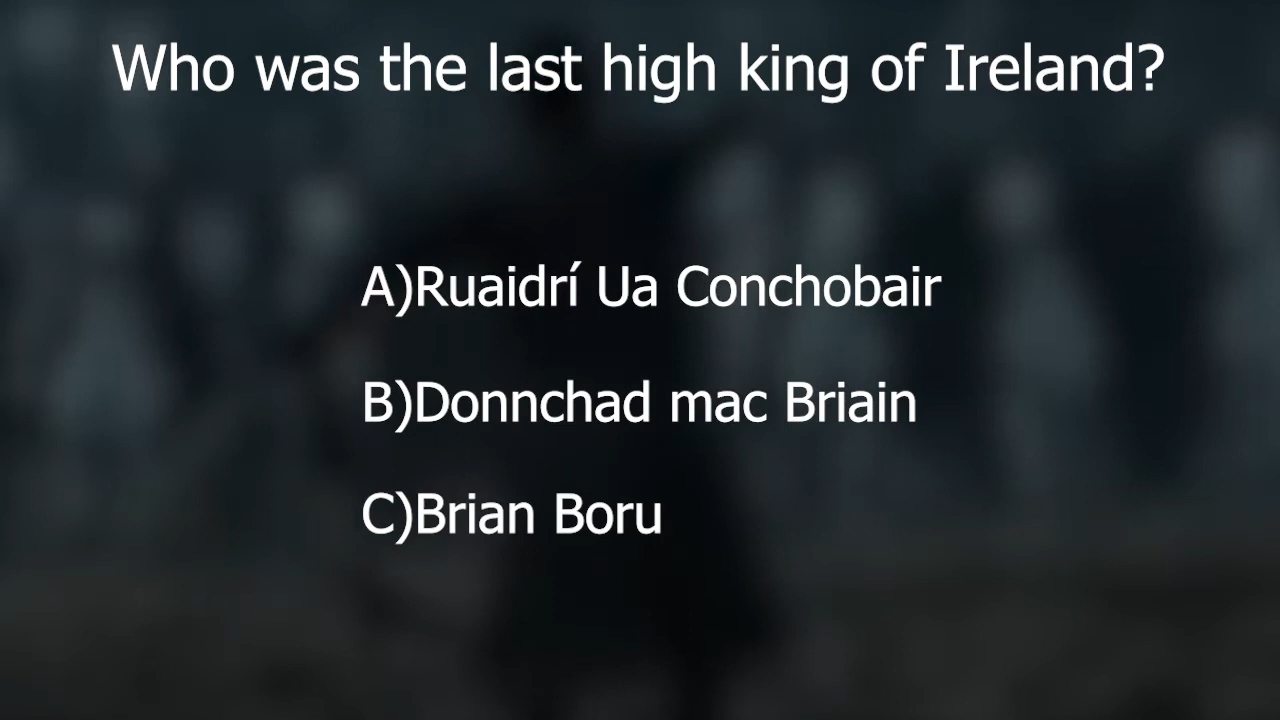 Who was the last high king of Ireland?
A)Ruaidrí Ua Conchobair
B)Donnchad mac Briain
C)Brian Boru